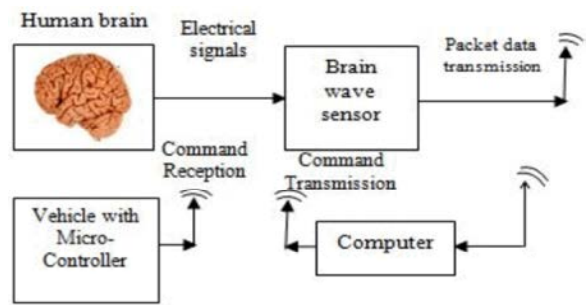 Human brain
Electrical
signals
Brain
wave
sensor
Packet data
transmission
Command
Reception
Command
Transmission
Vehicle with
Micro-
Controller
Computer